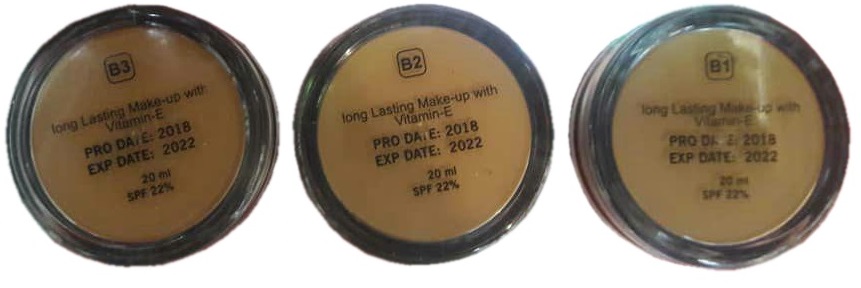 B3
long Lasting Make-up with
Vitamin-E
PRO DATE: 2018
EXP DATE: 2022
20 ml
SPF 22%
B2
long Lasting Make-up with
Vitamin-E
PRO DATE: 2018
EXP DATE: 2022
20 ml
SPF 22%
B1
long Lasting Make-up with
Vitamin-E
PRO DATE: 2018
EXP DATE: 2022
20 ml
SPF 22%